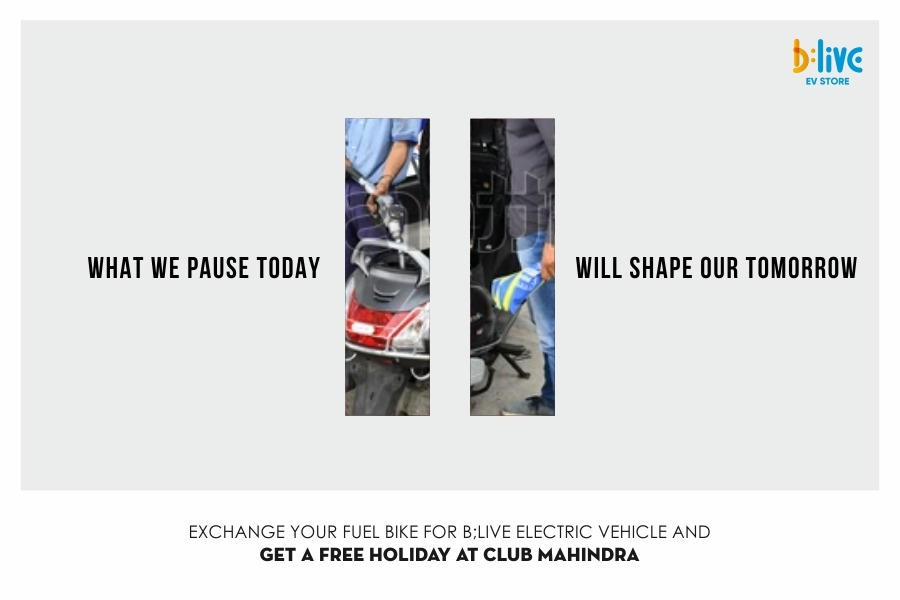 b:live
EV STORE
WHAT WE PAUSE TODAY
WILL SHAPE OUR TOMORROW
EXCHANGE YOUR FUEL BIKE FOR B;LIVE ELECTRIC VEHICLE AND
GET A FREE HOLIDAY AT CLUB MAHINDRA